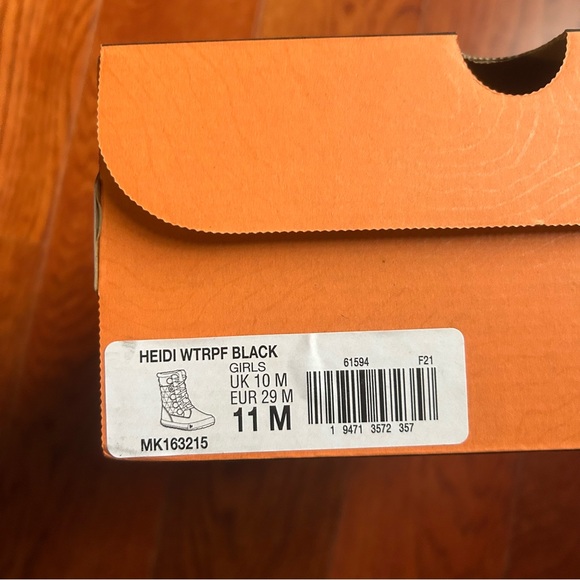 HEIDI WTRPF BLACK
GIRLS
UK 10 M
EUR 29 M
11 M
MK163215
61594 F21
1 9471 3572 357